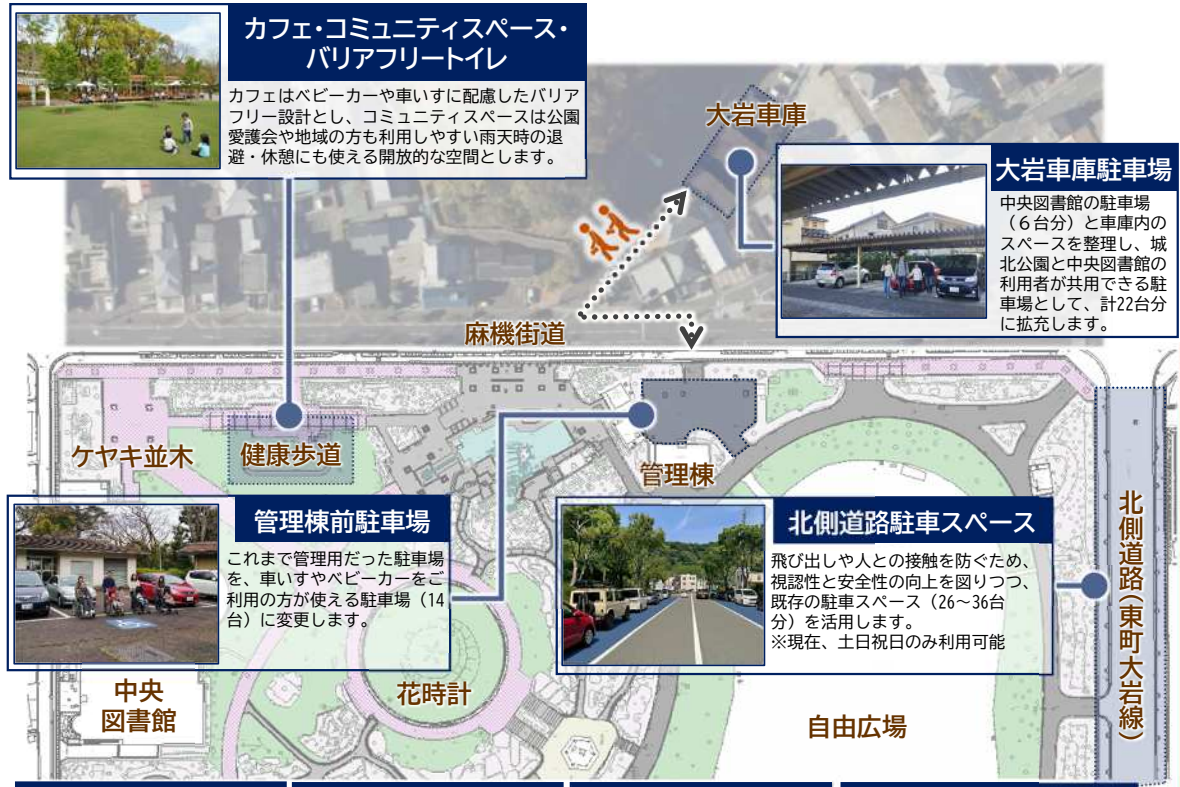 カフェ・コミュニティスペース・
バリアフリートイレ
カフェはベビーカーや車いすに配慮したバリア
フリー設計とし、コミュニティスペースは公園
愛護会や地域の方も利用しやすい雨天時の退
避・休憩にも使える開放的な空間とします。
大岩車庫
大岩車庫駐車場
中央図書館の駐車場
（６台分）と車庫内の
スペースを整理し、城
北公園と中央図書館の
利用者が共用できる駐
車場として、計22台分
に拡充します。
麻機街道
ケヤキ並木
健康歩道
管理棟
管理棟前駐車場
これまで管理用だった駐車場
を、車いすやベビーカーをご
利用の方が使える駐車場（14
台）に変更します。
北側道路駐車スペース
飛び出しや人との接触を防ぐため、
視認性と安全性の向上を図りつつ、
既存の駐車スペース（26～36台
分）を活用します。
※現在、土日祝日のみ利用可能
北側道路（東町大岩線）
中央
図書館
花時計
自由広場